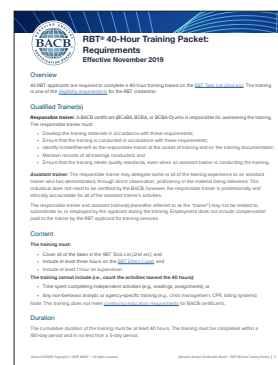 BACB
RBT® 40-Hour Training Packet:
Requirements
Effective November 2019
Overview
All RBT applicants are required to complete a 40-hour training based on the RBT Task List (2nd ed.). The training
is one of the eligibility requirements for the RBT credential.
Qualified Trainer(s)
Responsible trainer: A BACB certificant (BCaBA, BCBA, or BCBA-D) who is responsible for overseeing the training.
The responsible trainer must:
• Develop the training materials in accordance with these requirements;
• Ensure that the training is conducted in accordance with these requirements;
• Identify himself/herself as the responsible trainer at the outset of training and on the training documentation;
• Maintain records of all training(s) conducted; and
• Ensure that the training meets quality standards, even when an assistant trainer is conducting the training.
Assistant trainer: The responsible trainer may delegate some or all of the training experience to an assistant
trainer who has demonstrated, through direct observation, proficiency in the material being delivered. This
individual does not need to be certified by the BACB; however, the responsible trainer is professionally and
ethically accountable for all of the assistant trainer's activities.
The responsible trainer and assistant trainer(s) (hereafter referred to as the "trainer") may not be related to,
subordinate to, or employed by the applicant during the training. Employment does not include compensation
paid to the trainer by the RBT applicant for training services.
Content
The training must:
• Cover all of the tasks in the RBT Task List (2nd ed.); and
• Include at least three hours on the RBT Ethics Code; and
• Include at least 1 hour on supervision.
The training cannot include (i.e., count the activities toward the 40 hours):
• Time spent completing independent activities (e.g., readings, assignments); or
• Any non-behavior analytic or agency-specific training (e.g., crisis management, CPR, billing systems).
Note: This training does not meet continuing-education requirements for BACB certificants.
Duration
The cumulative duration of the training must be at least 40 hours. The training must be completed within a
180-day period and in no less than a 5-day period.